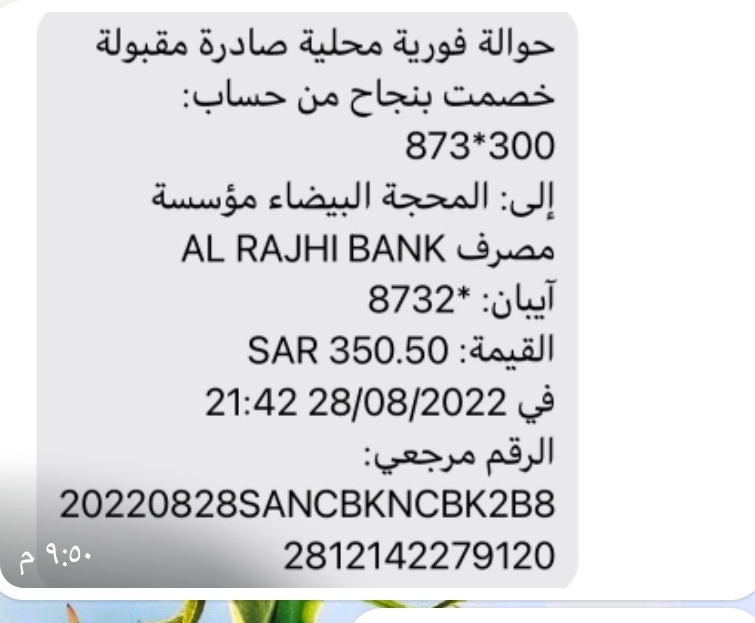 حوالة فورية محلية صادرة مقبولة
خصمت بنجاح من حساب:
873*300
إلى: المحجة البيضاء مؤسسة
مصرف AL RAJHI BANK
آيبان: *8732
القيمة: SAR 350.50
في 28/08/2022 21:42
الرقم مرجعي:
20220828SANCBKNCBK2B8
2812142279120
٩:٥٠ م